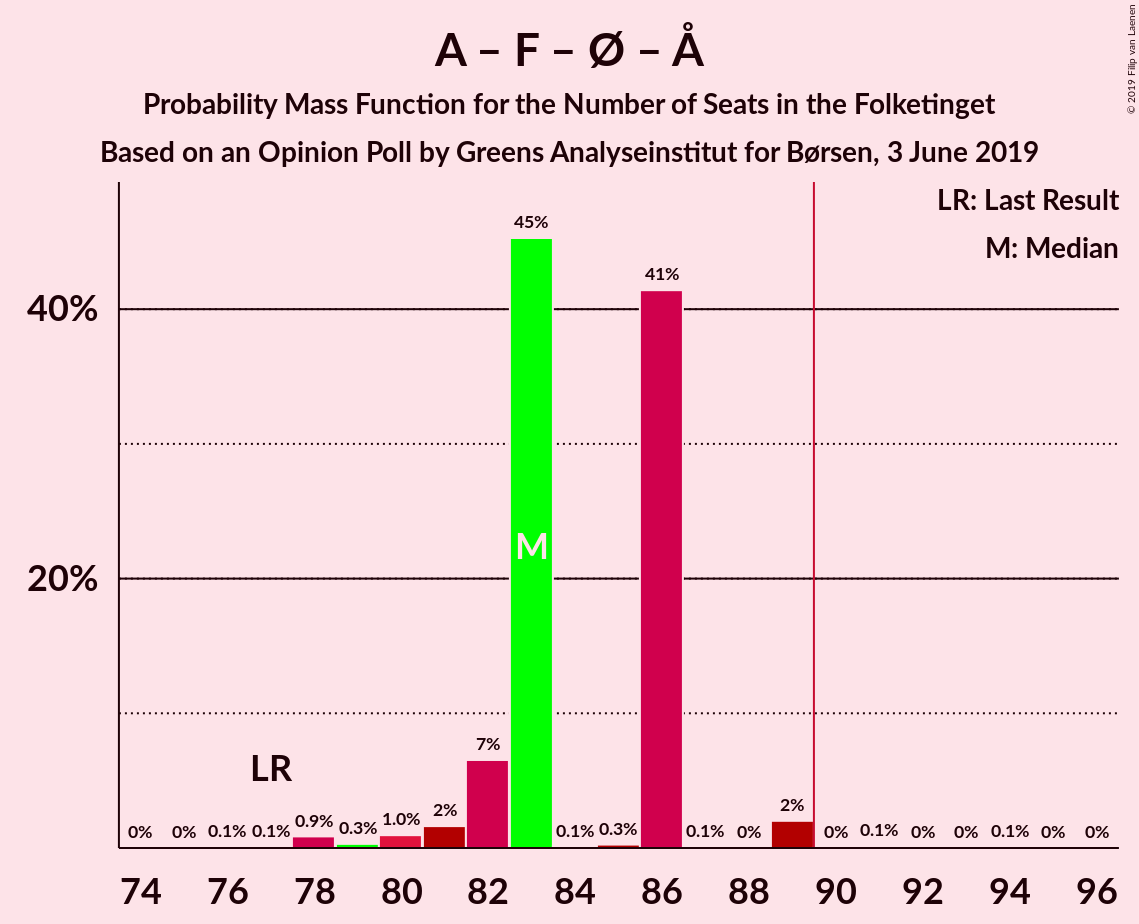 A – F – Ø – Å
Probability Mass Function for the Number of Seats in the Folketinget
Based on an Opinion Poll by Greens Analyseinstitut for Børsen, 3 June 2019
© 2019 Filip van Laenen
LR: Last Result
M: Median
40%
20%
45%
41%
M
LR
0%
0%
0.1%
0.1%
0.9%
0.3%
1.0%
2%
7%
0.1%
0.3%
0.1%
0%
2%
0%
0.1%
0%
0%
0.1%
0%
0%
74 76 78 80 82 84 86 88 90 92 94 96